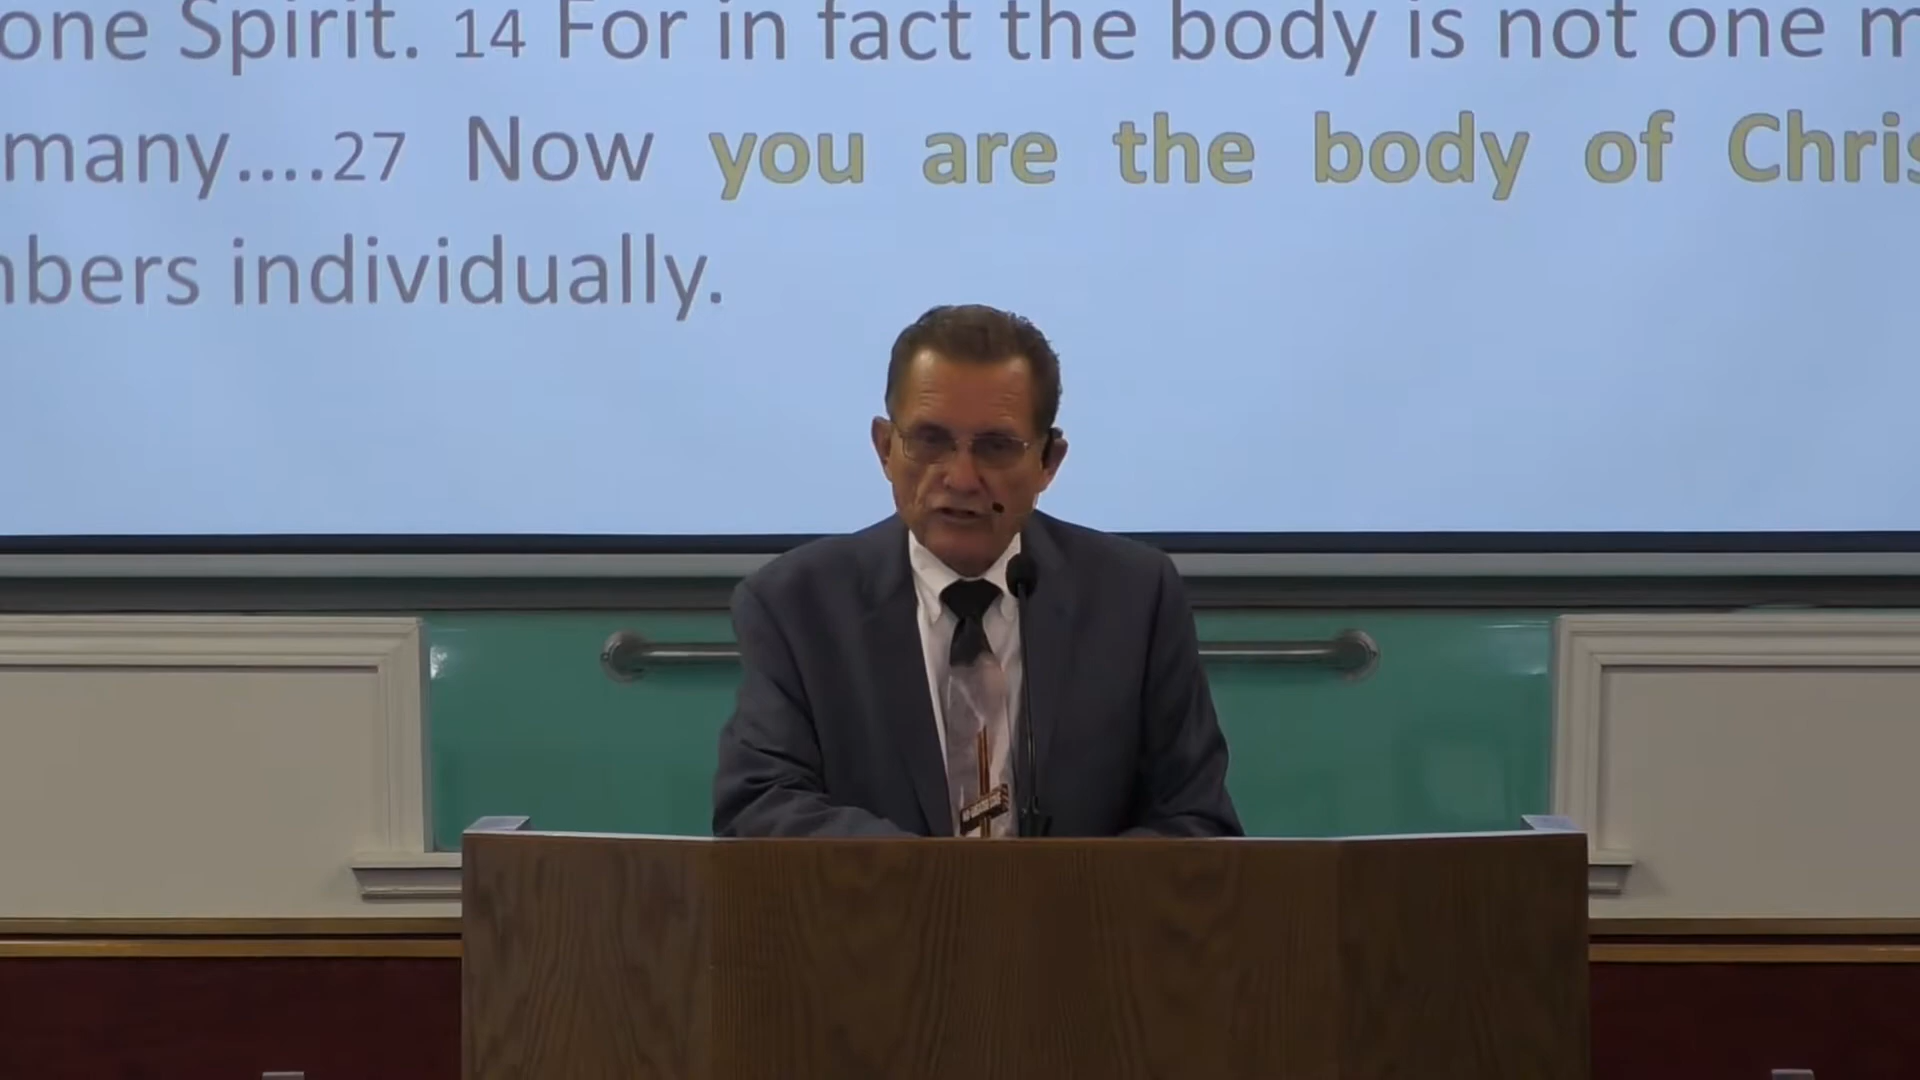 one Spirit. 14 For in fact the body is not one m
many....27 Now you are the body of Chris
nbers individually.